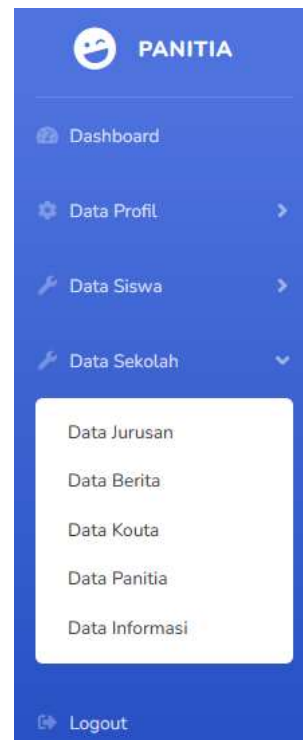 PANITIA
Dashboard
Data Profil
Data Siswa
Data Sekolah
Data Jurusan
Data Berita
Data Kouta
Data Panitia
Data Informasi
Logout